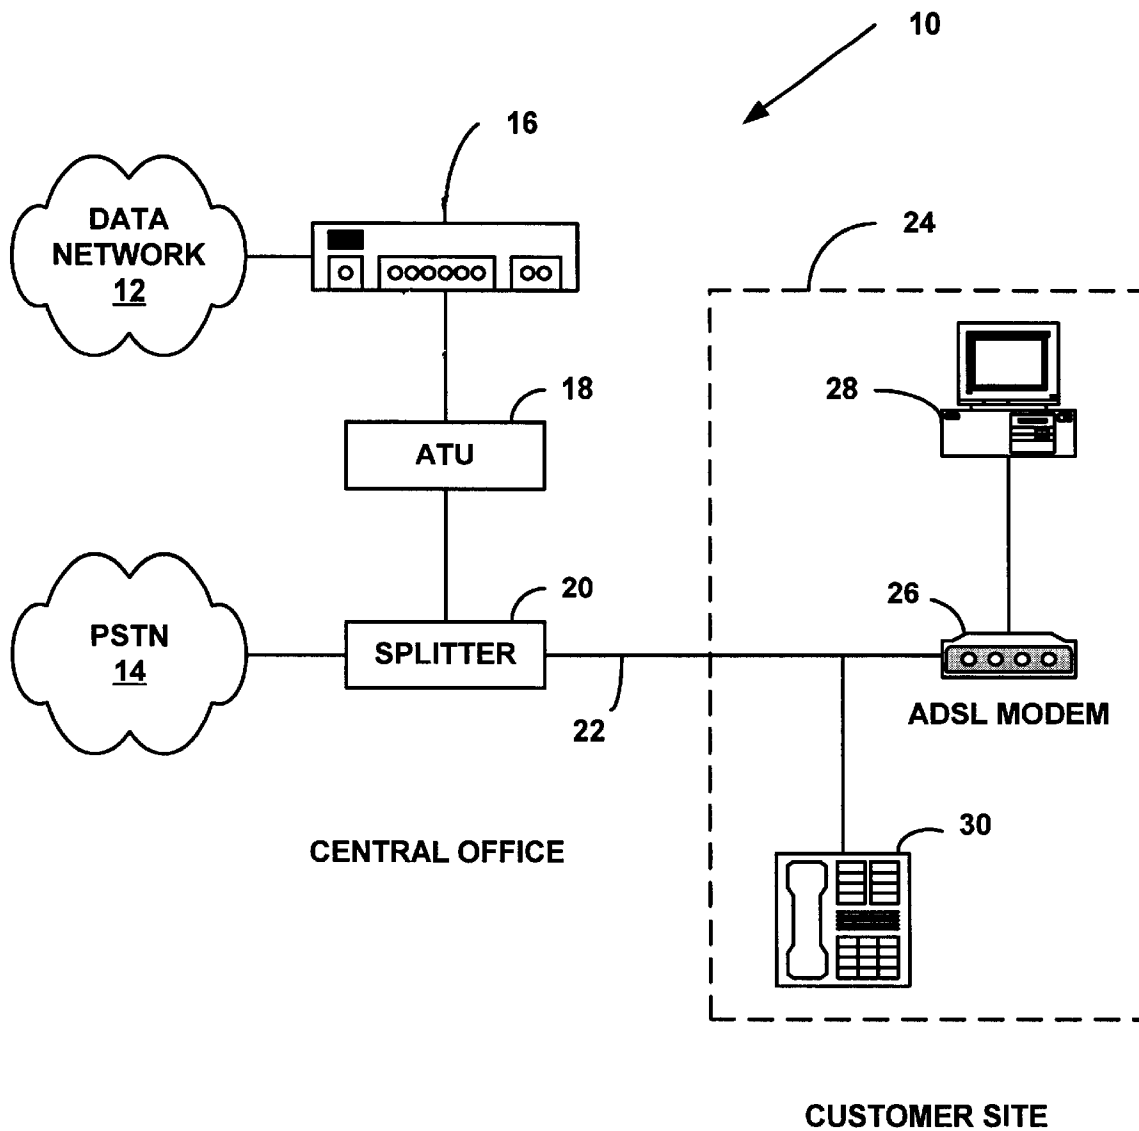 10
16
DATA
NETWORK
12
24
28
18
ATU
20
26
PSTN
14
SPLITTER
22
ADSL MODEM
30
CENTRAL OFFICE
CUSTOMER SITE